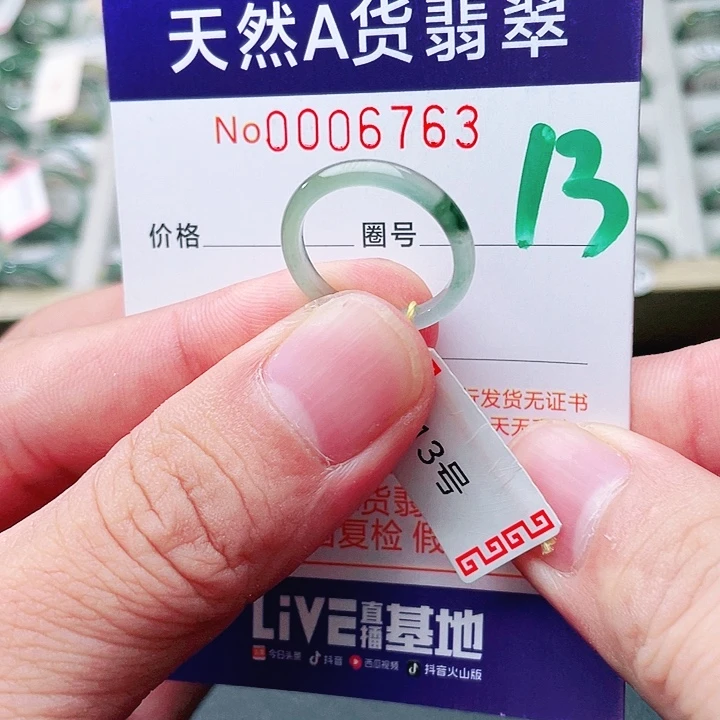 天然A货翡翠
No0006763
13
价格 圈号
发货无证书
13号
货翡
复检 假
LiVE直播基地
今日头条 抖音 西瓜视频 抖音火山版